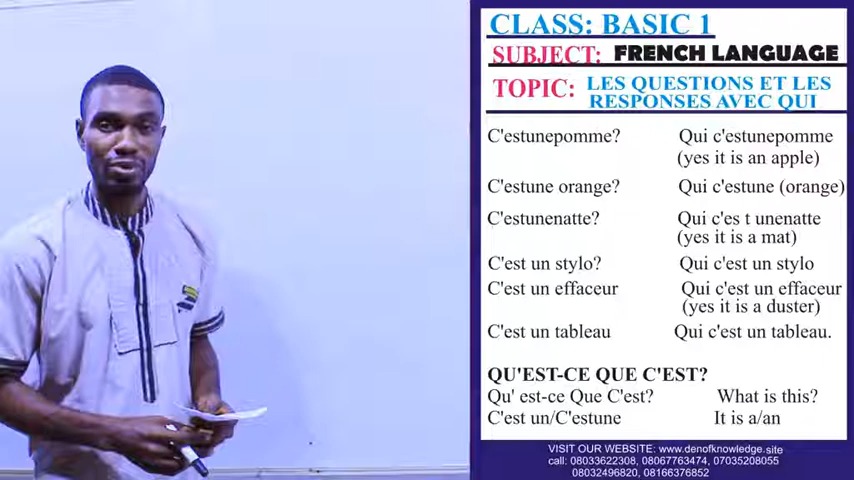 CLASS: BASIC 1
SUBJECT: FRENCH LANGUAGE
TOPIC: LES QUESTIONS ET LES
RESPONSES AVEC QUI
C'estunepomme? Qui c'estunepomme
(yes it is an apple)
C'estune orange? Qui c'estune (orange)
C'estunenatte? Qui c'es t unenatte
(yes it is a mat)
C'est un stylo? Qui c'est un stylo
C'est un effaceur Qui c'est un effaceur
(yes it is a duster)
C'est un tableau Qui c'est un tableau.
QU'EST-CE QUE C'EST?
Qu' est-ce Que C'est? What is this?
C'est un/C'estune It is a/an
VISIT OUR WEBSITE: www.denofknowledge.site
call: 08033622308, 08067763474, 07035208055
08032496820, 08166376852